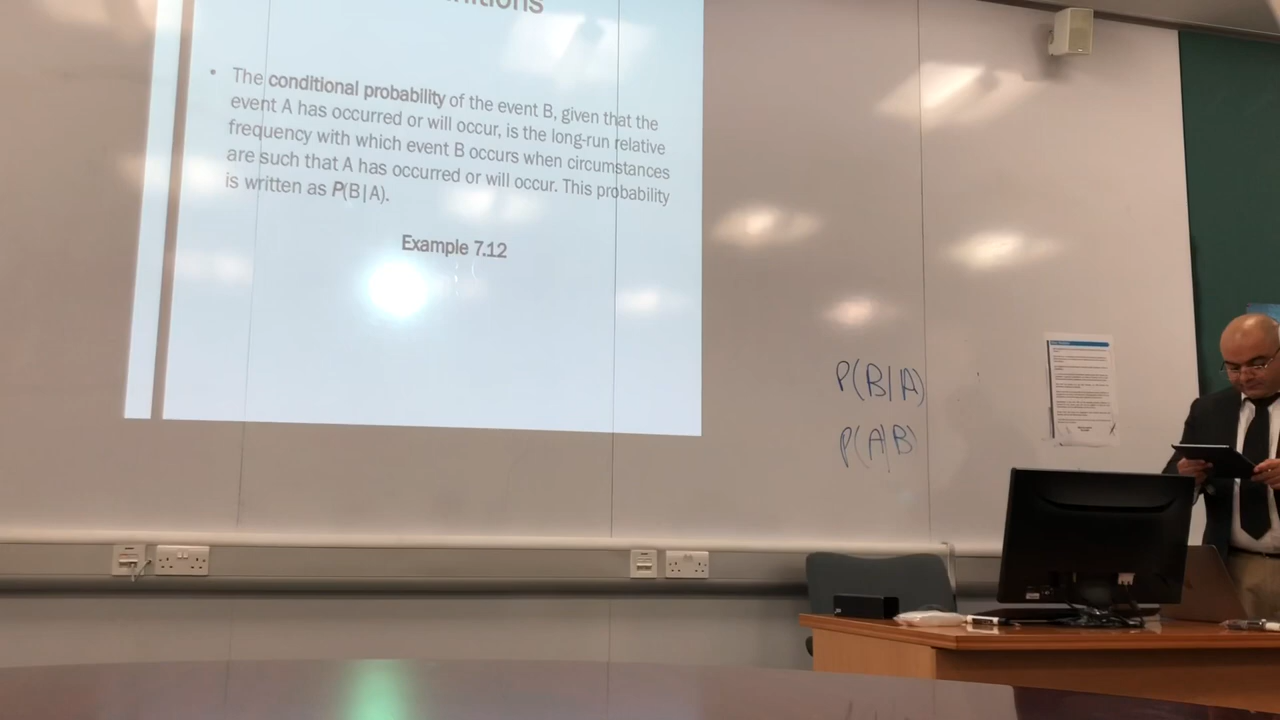 • The conditional probability of the event B, given that the
event A has occurred or will occur, is the long-run relative
frequency with which event B occurs when circumstances
are such that A has occurred or will occur. This probability
is written as P(B|A).
Example 7.12
P(B|A)
P(A|B)